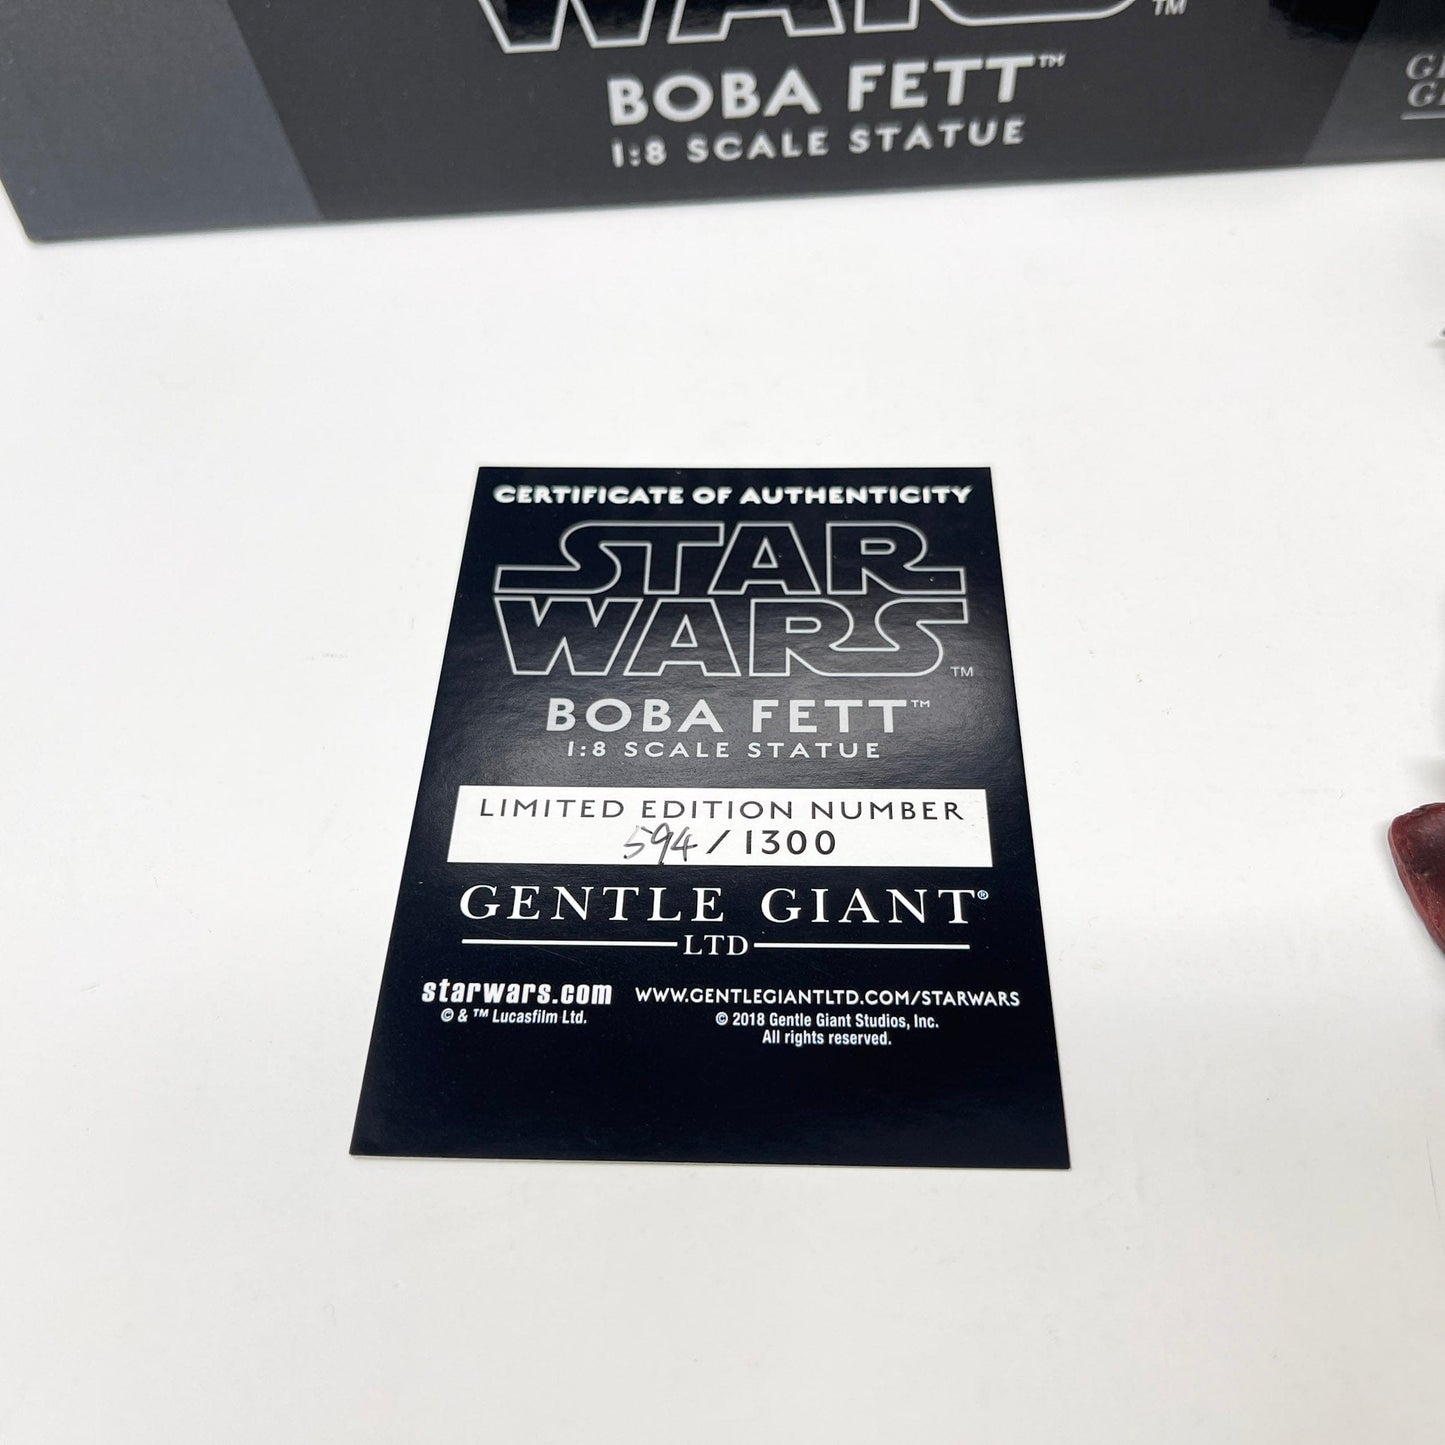 WARS™
BOBA FETT™
1:8 SCALE STATUE
CERTIFICATE OF AUTHENTICITY
STAR
WARS™
BOBA FETT™
1:8 SCALE STATUE
LIMITED EDITION NUMBER
594/1300
GENTLE GIANT®
LTD
starwars.com
© & ™ Lucasfilm Ltd.
WWW.GENTLEGIANTLTD.COM/STARWARS
© 2018 Gentle Giant Studios, Inc.
All rights reserved.